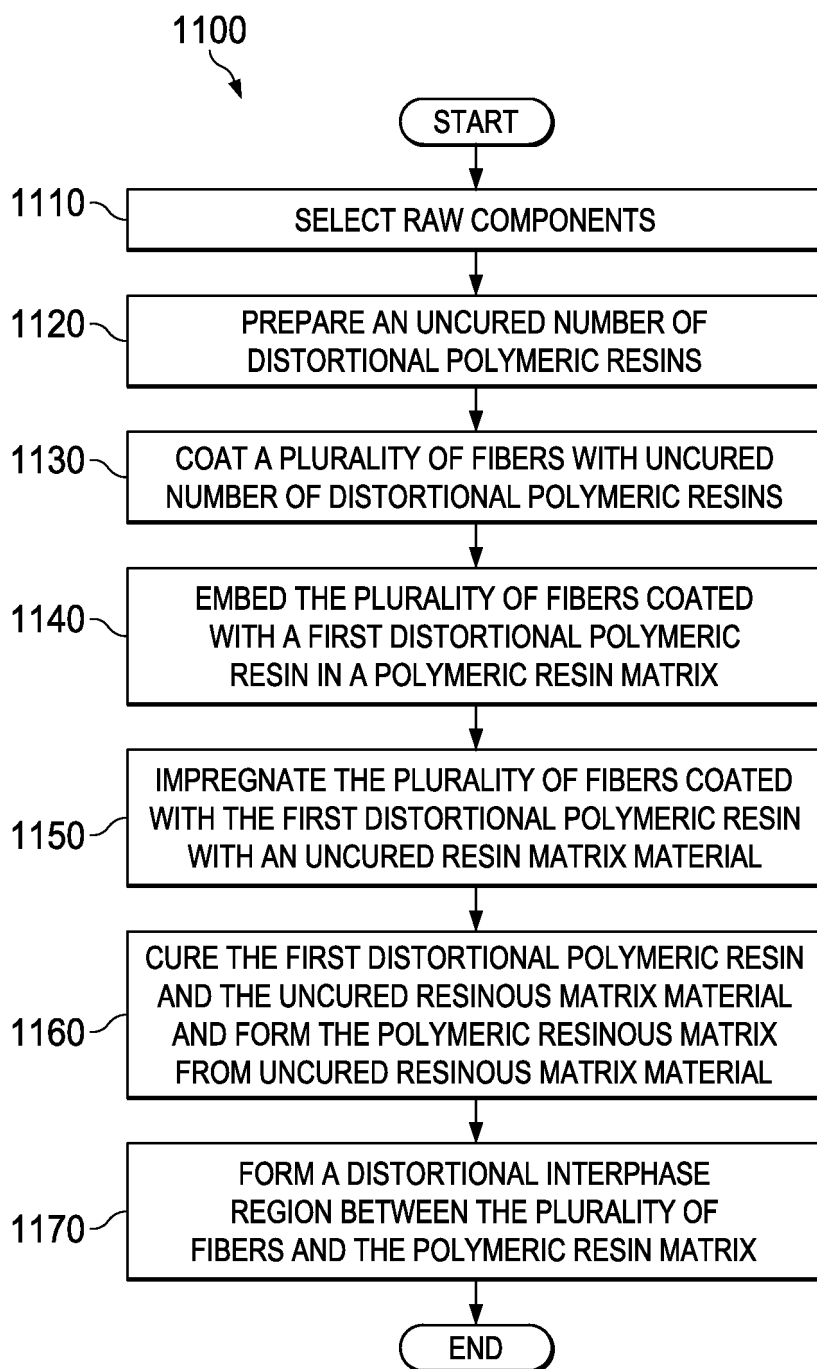 1100
START
1110
SELECT RAW COMPONENTS
1120
PREPARE AN UNCURED NUMBER OF
DISTORTIONAL POLYMERIC RESINS
1130
COAT A PLURALITY OF FIBERS WITH UNCURED
NUMBER OF DISTORTIONAL POLYMERIC RESINS
1140
EMBED THE PLURALITY OF FIBERS COATED
WITH A FIRST DISTORTIONAL POLYMERIC
RESIN IN A POLYMERIC RESIN MATRIX
1150
IMPREGNATE THE PLURALITY OF FIBERS COATED
WITH THE FIRST DISTORTIONAL POLYMERIC RESIN
WITH AN UNCURED RESIN MATRIX MATERIAL
1160
CURE THE FIRST DISTORTIONAL POLYMERIC RESIN
AND THE UNCURED RESINOUS MATRIX MATERIAL
AND FORM THE POLYMERIC RESINOUS MATRIX
FROM UNCURED RESINOUS MATRIX MATERIAL
1170
FORM A DISTORTIONAL INTERPHASE
REGION BETWEEN THE PLURALITY OF
FIBERS AND THE POLYMERIC RESIN MATRIX
END